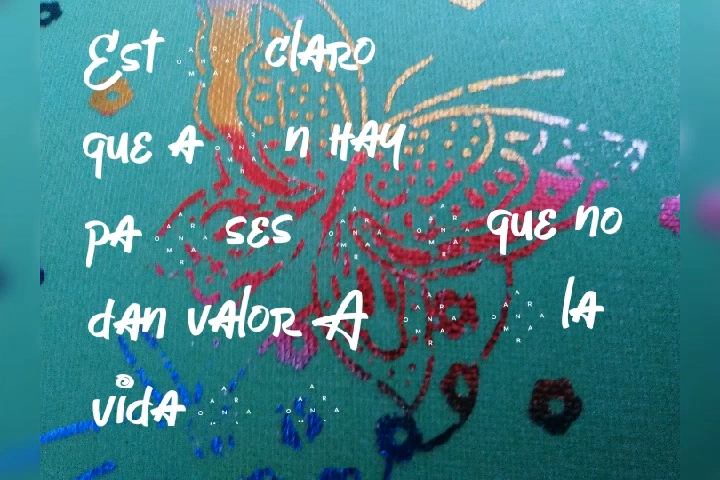 Est claro
que A n HAY
pA ses que no
dAn vAloR A lA
vidA